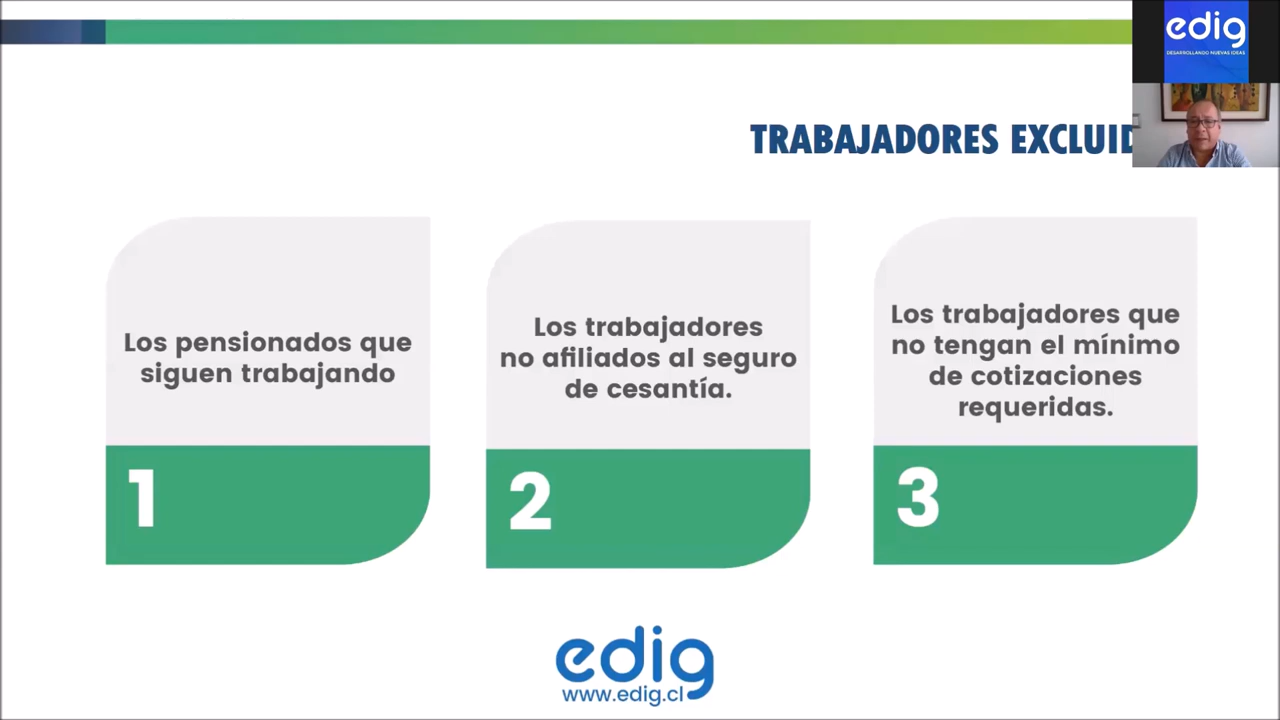 edig
DESARROLLANDO NUEVAS IDEAS
TRABAJADORES EXCLUID
Los pensionados que
siguen trabajando
1
Los trabajadores
no afiliados al seguro
de cesantía.
2
Los trabajadores que
no tengan el mínimo
de cotizaciones
requeridas.
3
edig
www.edig.cl